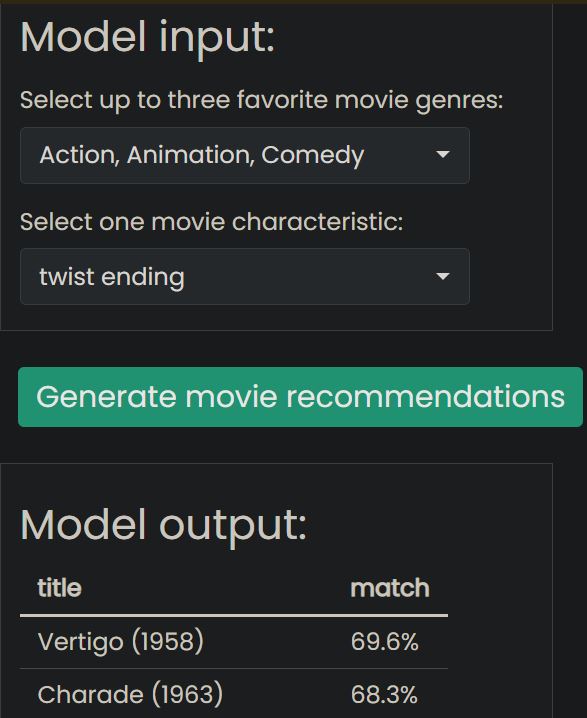 Model input:
Select up to three favorite movie genres:
Action, Animation, Comedy
Select one movie characteristic:
twist ending
Generate movie recommendations
Model output:
title match
Vertigo (1958) 69.6%
Charade (1963) 68.3%